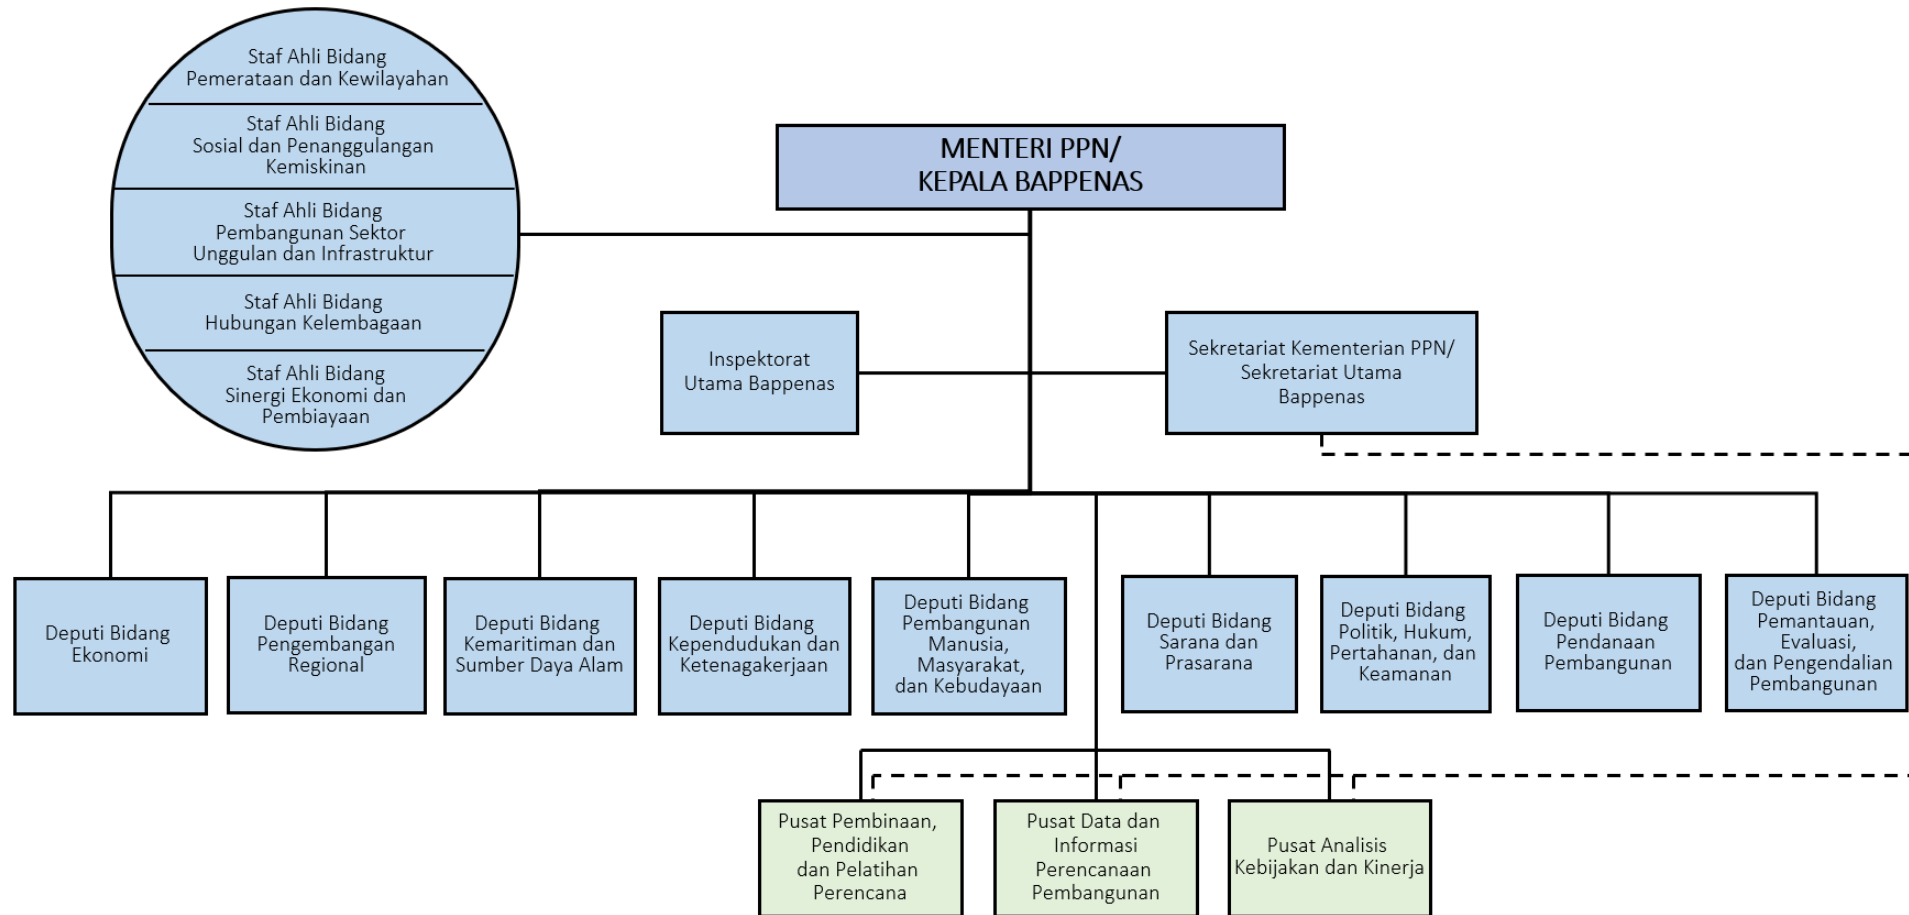 Staf Ahli Bidang
Pemerataan dan Kewilayahan
Staf Ahli Bidang
Sosial dan Penanggulangan
Kemiskinan
Staf Ahli Bidang
Pembangunan Sektor
Unggulan dan Infrastruktur
Staf Ahli Bidang
Hubungan Kelembagaan
Staf Ahli Bidang
Sinergi Ekonomi dan
Pembiayaan
MENTERI PPN/
KEPALA BAPPENAS
Inspektorat
Utama Bappenas
Sekretariat Kementerian PPN/
Sekretariat Utama
Bappenas
Deputi Bidang
Ekonomi
Deputi Bidang
Pengembangan
Regional
Deputi Bidang
Kemaritiman dan
Sumber Daya Alam
Deputi Bidang
Kependudukan dan
Ketenagakerjaan
Deputi Bidang
Pembangunan
Manusia,
Masyarakat,
dan Kebudayaan
Deputi Bidang
Sarana dan
Prasarana
Deputi Bidang
Politik, Hukum,
Pertahanan, dan
Keamanan
Deputi Bidang
Pendanaan
Pembangunan
Deputi Bidang
Pemantauan,
Evaluasi,
dan Pengendalian
Pembangunan
Pusat Pembinaan,
Pendidikan
dan Pelatihan
Perencana
Pusat Data dan
Informasi
Perencanaan
Pembangunan
Pusat Analisis
Kebijakan dan Kinerja